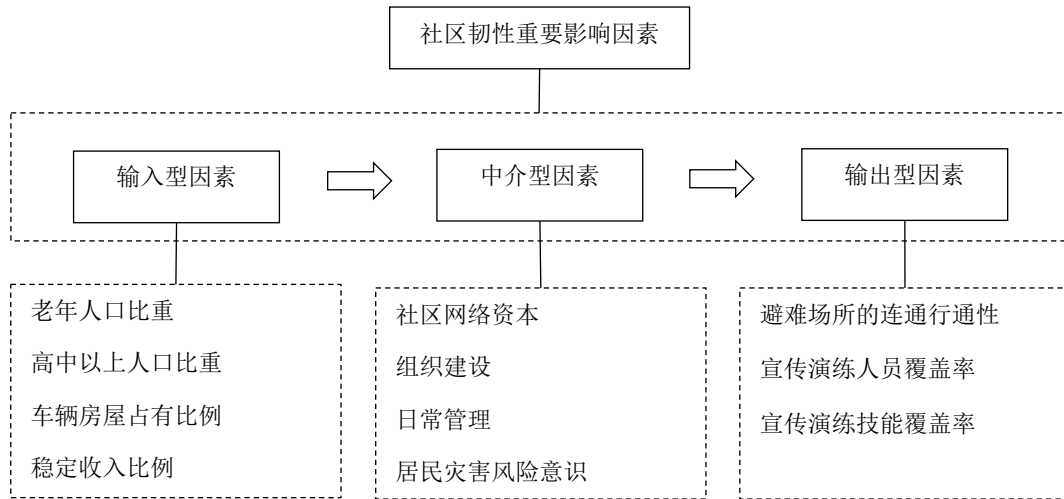 社区韧性重要影响因素
输入型因素
中介型因素
输出型因素
老年人口比重
高中以上人口比重
车辆房屋占有比例
稳定收入比例
社区网络资本
组织建设
日常管理
居民灾害风险意识
避难场所的连通行通性
宣传演练人员覆盖率
宣传演练技能覆盖率